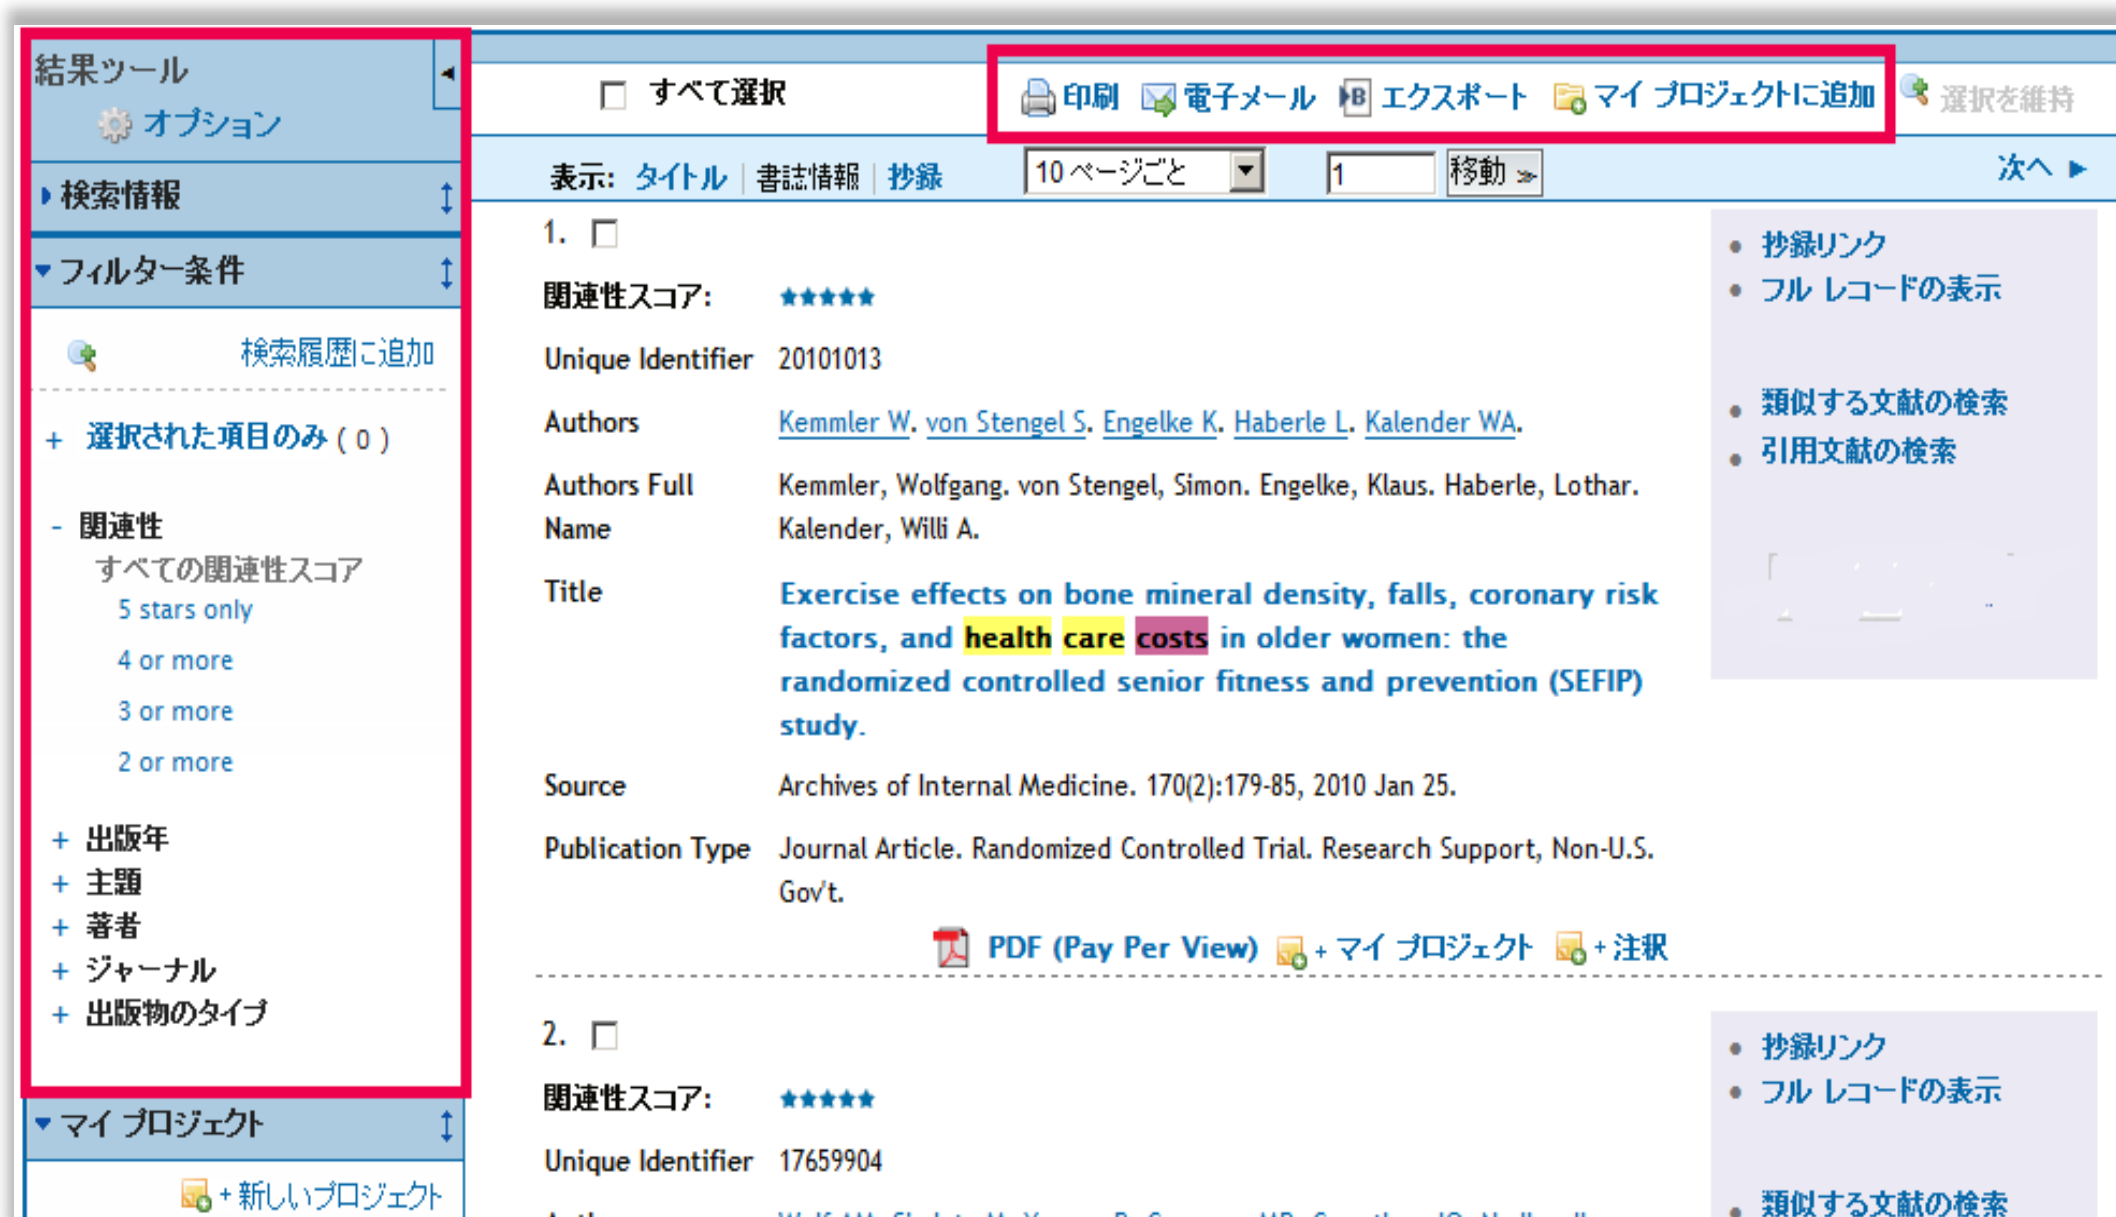 結果ツール
オプション
検索情報
フィルター条件
検索履歴に追加
+ 選択された項目のみ ( 0 )
- 関連性
すべての関連性スコア
5 stars only
4 or more
3 or more
2 or more
+ 出版年
+ 主題
+ 著者
+ ジャーナル
+ 出版物のタイプ
マイ プロジェクト
+ 新しいプロジェクト
すべて選択 印刷 電子メール エクスポート マイ プロジェクトに追加 選択を維持
表示: タイトル | 書誌情報 | 抄録 10 ページごと 1 移動 次へ
1.
関連性スコア: ★★★★★
Unique Identifier 20101013
Authors Kemmler W. von Stengel S. Engelke K. Haberle L. Kalender WA.
Authors Full Name Kemmler, Wolfgang. von Stengel, Simon. Engelke, Klaus. Haberle, Lothar.
Kalender, Willi A.
Title Exercise effects on bone mineral density, falls, coronary risk
factors, and health care costs in older women: the
randomized controlled senior fitness and prevention (SEFIP)
study.
Source Archives of Internal Medicine. 170(2):179-85, 2010 Jan 25.
Publication Type Journal Article. Randomized Controlled Trial. Research Support, Non-U.S.
Gov't.
PDF (Pay Per View) + マイ プロジェクト + 注釈
抄録リンク
フル レコードの表示
類似する文献の検索
引用文献の検索
2.
関連性スコア: ★★★★★
Unique Identifier 17659904
抄録リンク
フル レコードの表示
類似する文献の検索